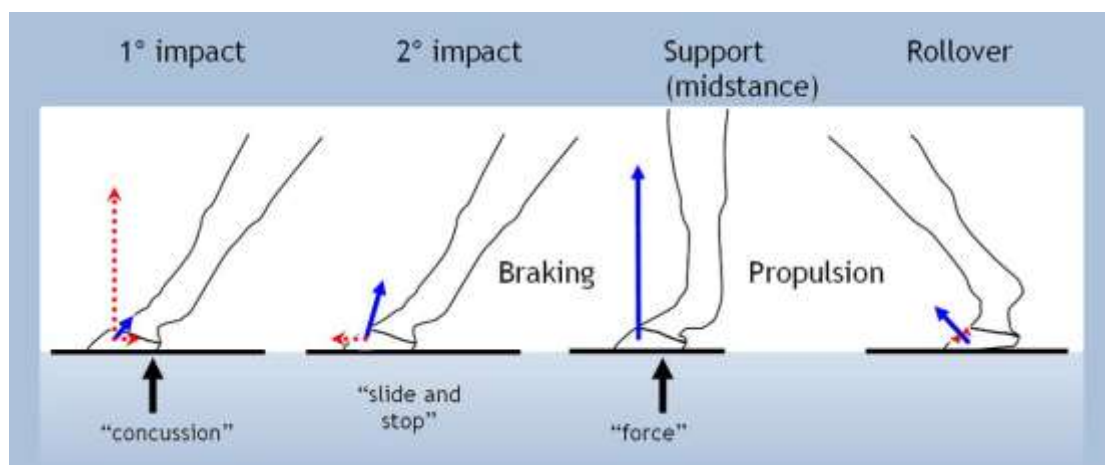 1° impact
2° impact
Support
(midstance)
Rollover
Braking
Propulsion
“concussion”
“slide and
stop”
“force”